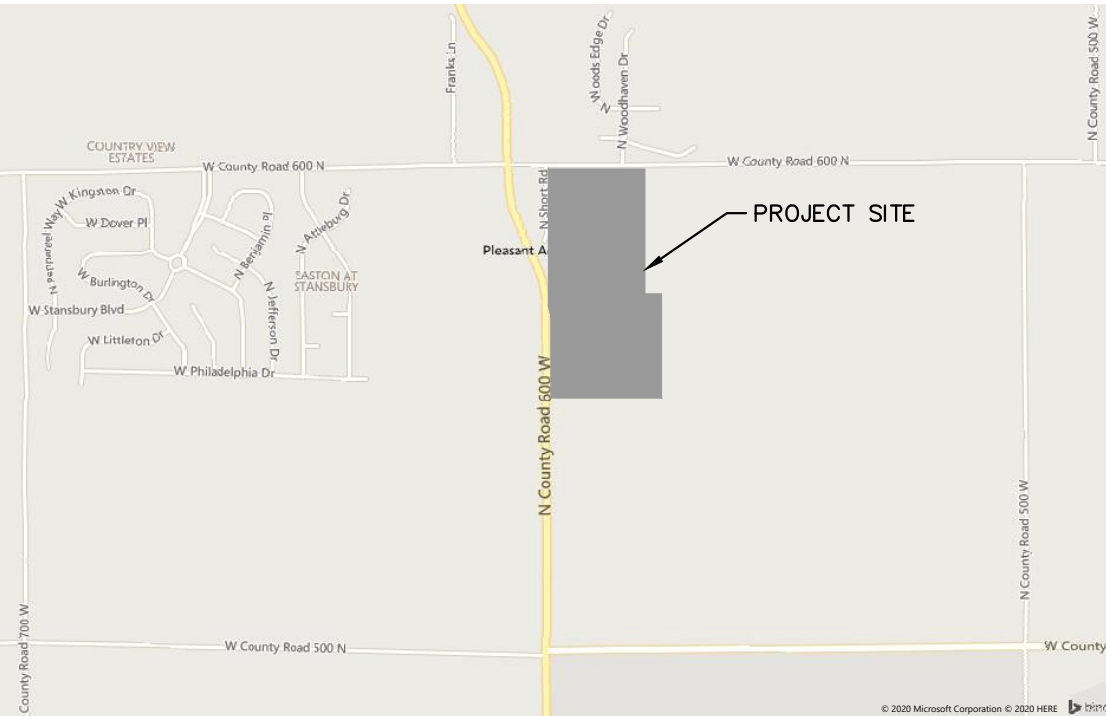 N Woods Edge Dr
N Woodhaven Dr
Franks Ln
N County Road 500 W
COUNTRY VIEW
ESTATES
W County Road 600 N
W County Road 600 N
W Kingston Dr
W Dover Pl
N Short Rd
N Attleburg Dr
N Benjamin
PROJECT SITE
Pleasant A
W Burlington Dr
EASTON AT
STANSBURY
W Stansbury Blvd
N Jefferson Dr
W Littleton Dr
W Philadelphia Dr
N County Road 600 W
N County Road 500 W
County Road 700 W
W County Road 500 N
W County
© 2020 Microsoft Corporation © 2020 HERE